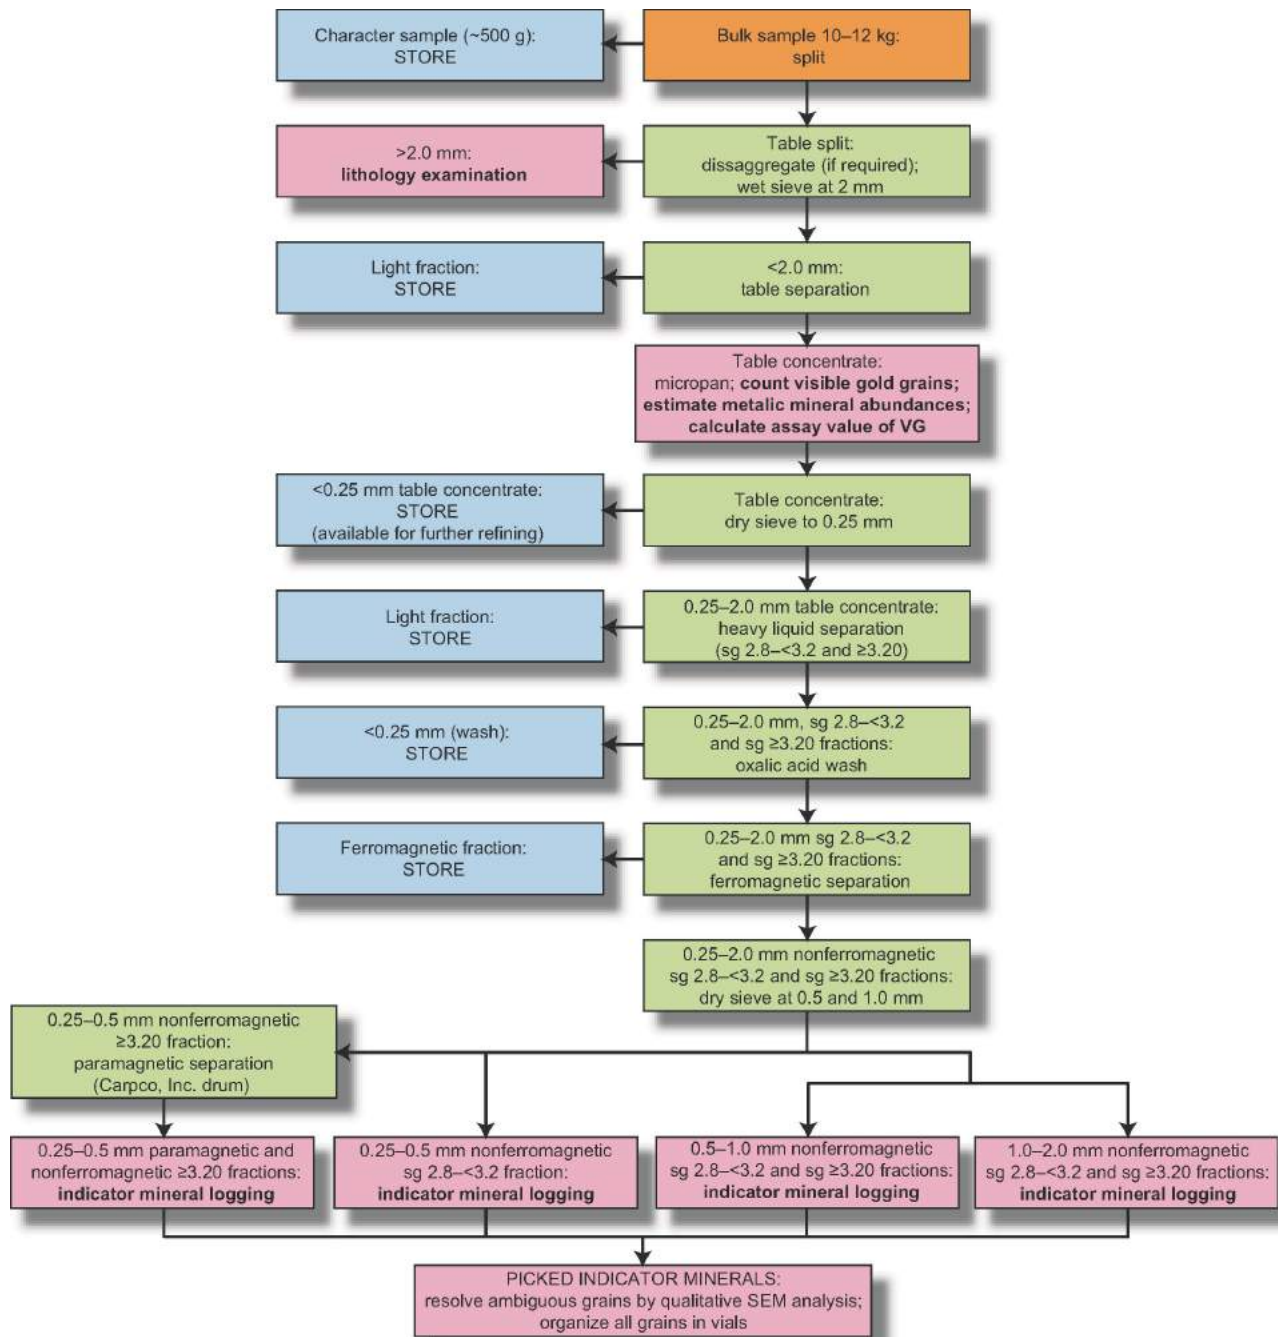 Character sample (~500 g):
STORE
Bulk sample 10–12 kg:
split
>2.0 mm:
lithology examination
Table split:
dissaggregate (if required);
wet sieve at 2 mm
Light fraction:
STORE
<2.0 mm:
table separation
Table concentrate:
micropan; count visible gold grains;
estimate metalic mineral abundances;
calculate assay value of VG
<0.25 mm table concentrate:
STORE
(available for further refining)
Table concentrate:
dry sieve to 0.25 mm
Light fraction:
STORE
0.25–2.0 mm table concentrate:
heavy liquid separation
(sg 2.8–<3.2 and ≥3.20)
<0.25 mm (wash):
STORE
0.25–2.0 mm, sg 2.8–<3.2
and sg ≥3.20 fractions:
oxalic acid wash
Ferromagnetic fraction:
STORE
0.25–2.0 mm sg 2.8–<3.2
and sg ≥3.20 fractions:
ferromagnetic separation
0.25–2.0 mm nonferromagnetic
sg 2.8–<3.2 and sg ≥3.20 fractions:
dry sieve at 0.5 and 1.0 mm
0.25–0.5 mm nonferromagnetic
≥3.20 fraction:
paramagnetic separation
(Carpco, Inc. drum)
0.25–0.5 mm paramagnetic and
nonferromagnetic ≥3.20 fractions:
indicator mineral logging
0.25–0.5 mm nonferromagnetic
sg 2.8–<3.2 fraction:
indicator mineral logging
0.5–1.0 mm nonferromagnetic
sg 2.8–<3.2 and sg ≥3.20 fractions:
indicator mineral logging
1.0–2.0 mm nonferromagnetic
sg 2.8–<3.2 and sg ≥3.20 fractions:
indicator mineral logging
PICKED INDICATOR MINERALS:
resolve ambiguous grains by qualitative SEM analysis;
organize all grains in vials